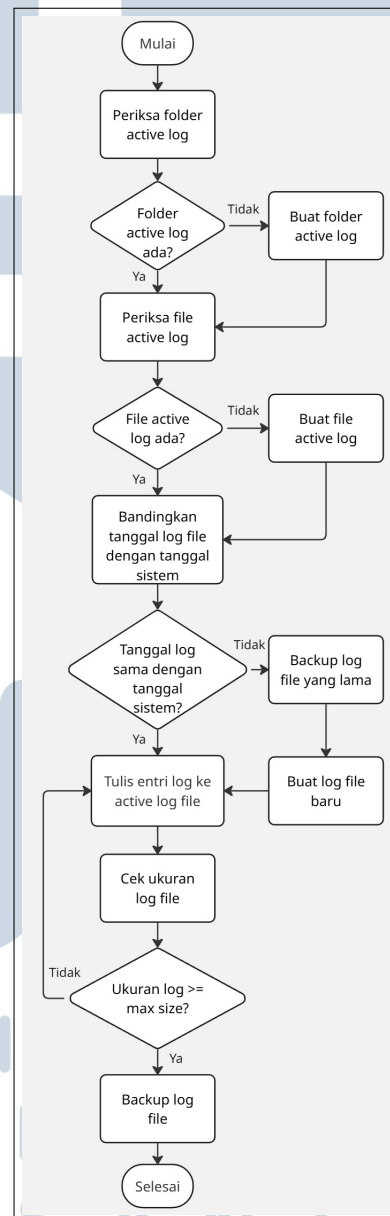 Mulai
Periksa folder
active log
Folder
active log
ada?
Tidak
Buat folder
active log
Ya
Periksa file
active log
File active
log ada?
Tidak
Buat file
active log
Ya
Bandingkan
tanggal log file
dengan tanggal
sistem
Tanggal log
sama dengan
tanggal
sistem?
Tidak
Backup log
file yang lama
Ya
Tulis entri log ke
active log file
Buat log file
baru
Cek ukuran
log file
Tidak
Ukuran log >=
max size?
Ya
Backup log
file
Selesai